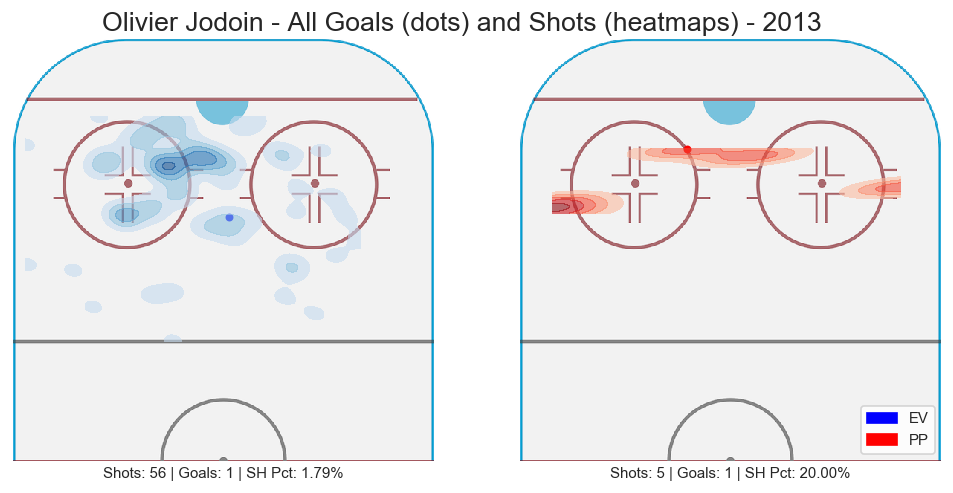 Olivier Jodoin - All Goals (dots) and Shots (heatmaps) - 2013
EV
PP
Shots: 56 | Goals: 1 | SH Pct: 1.79%
Shots: 5 | Goals: 1 | SH Pct: 20.00%